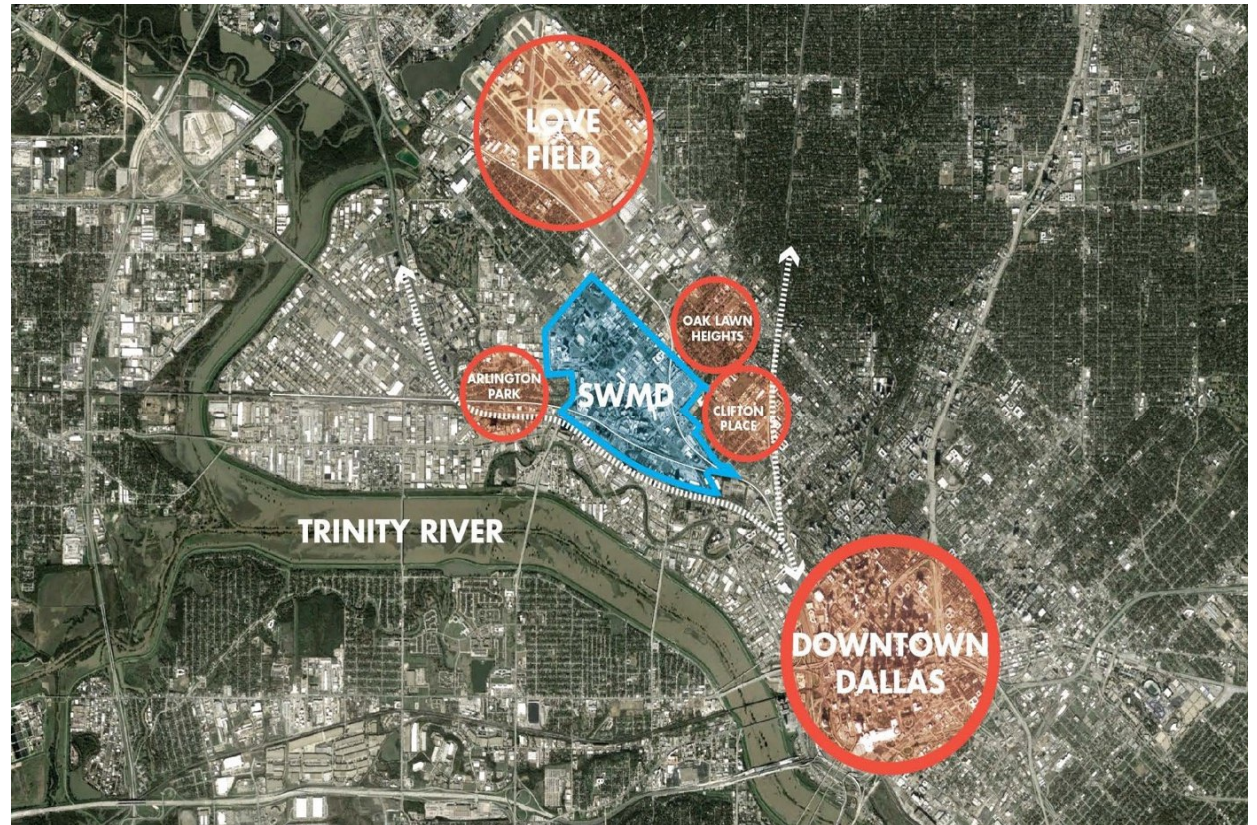 LOVE
FIELD
OAK LAWN
HEIGHTS
ARLINGTON
PARK
SWMD
CLIFTON
PLACE
TRINITY RIVER
DOWNTOWN
DALLAS